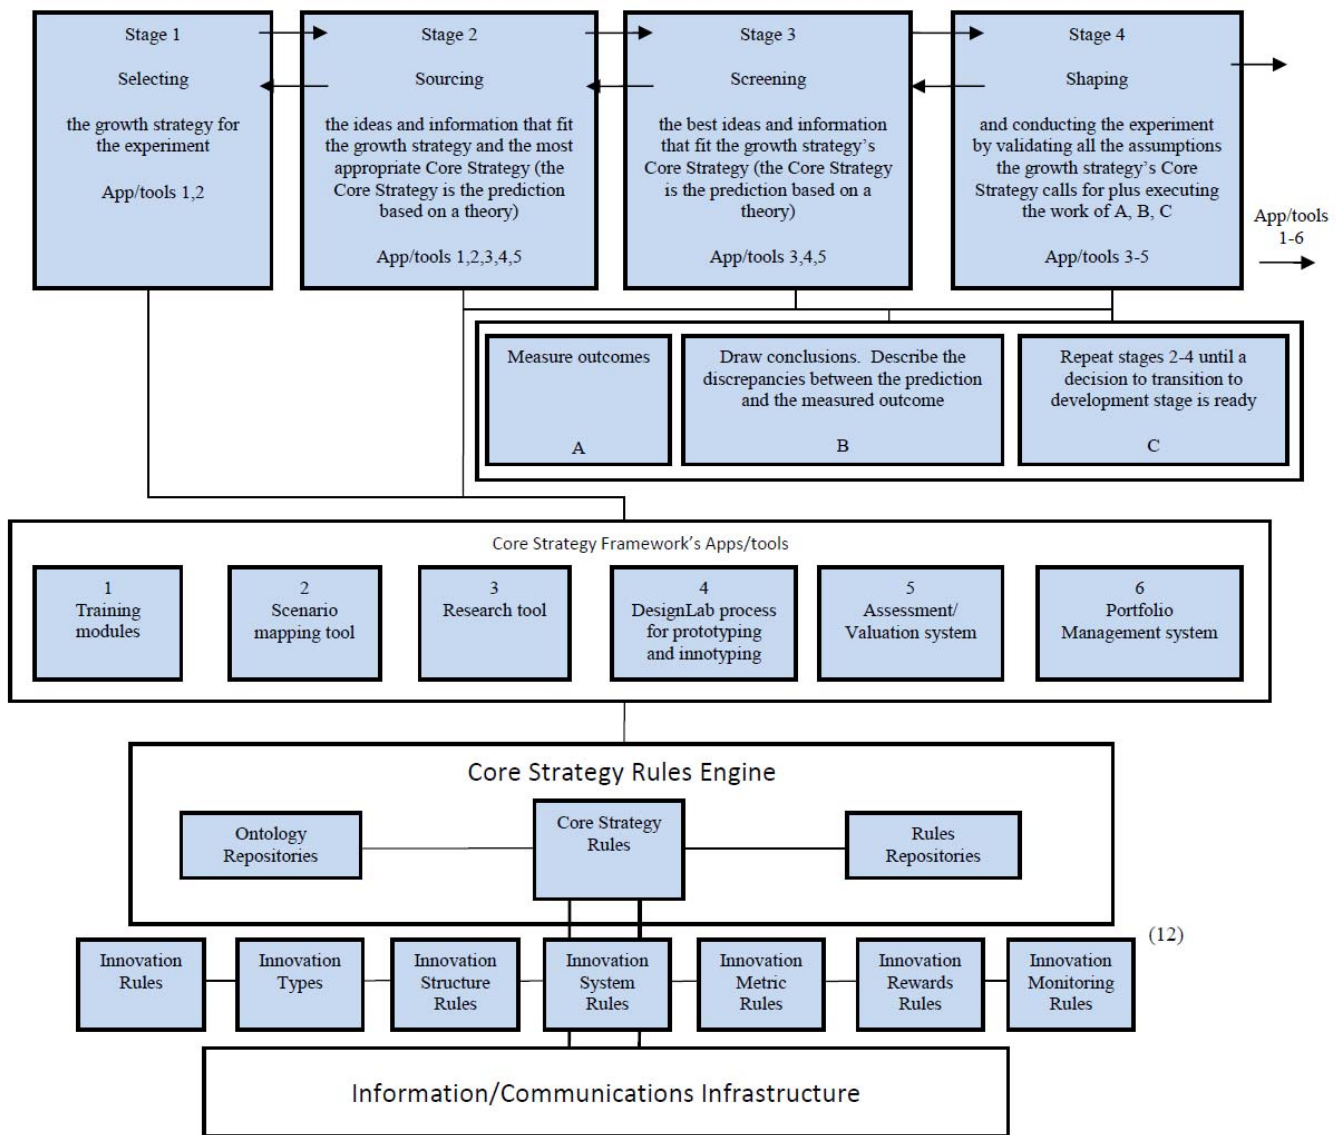 Stage 1
Selecting
the growth strategy for
the experiment
App/tools 1,2
Stage 2
Sourcing
the ideas and information that fit
the growth strategy and the most
appropriate Core Strategy (the
Core Strategy is the prediction
based on a theory)
App/tools 1,2,3,4,5
Stage 3
Screening
the best ideas and information
that fit the growth strategy’s
Core Strategy (the Core Strategy
is the prediction based on a
theory)
App/tools 3,4,5
Stage 4
Shaping
and conducting the experiment
by validating all the assumptions
the growth strategy’s Core
Strategy calls for plus executing
the work of A, B, C
App/tools 3-5
App/tools
1-6
Measure outcomes
A
Draw conclusions.  Describe the
discrepancies between the prediction
and the measured outcome
B
Repeat stages 2-4 until a
decision to transition to
development stage is ready
C
Core Strategy Framework’s Apps/tools
1
Training
modules
2
Scenario
mapping tool
3
Research tool
4
DesignLab process
for prototyping
and innotyping
5
Assessment/
Valuation system
6
Portfolio
Management system
Core Strategy Rules Engine
Ontology
Repositories
Core Strategy
Rules
Rules
Repositories
(12)
Innovation
Rules
Innovation
Types
Innovation
Structure
Rules
Innovation
System
Rules
Innovation
Metric
Rules
Innovation
Rewards
Rules
Innovation
Monitoring
Rules
Information/Communications Infrastructure